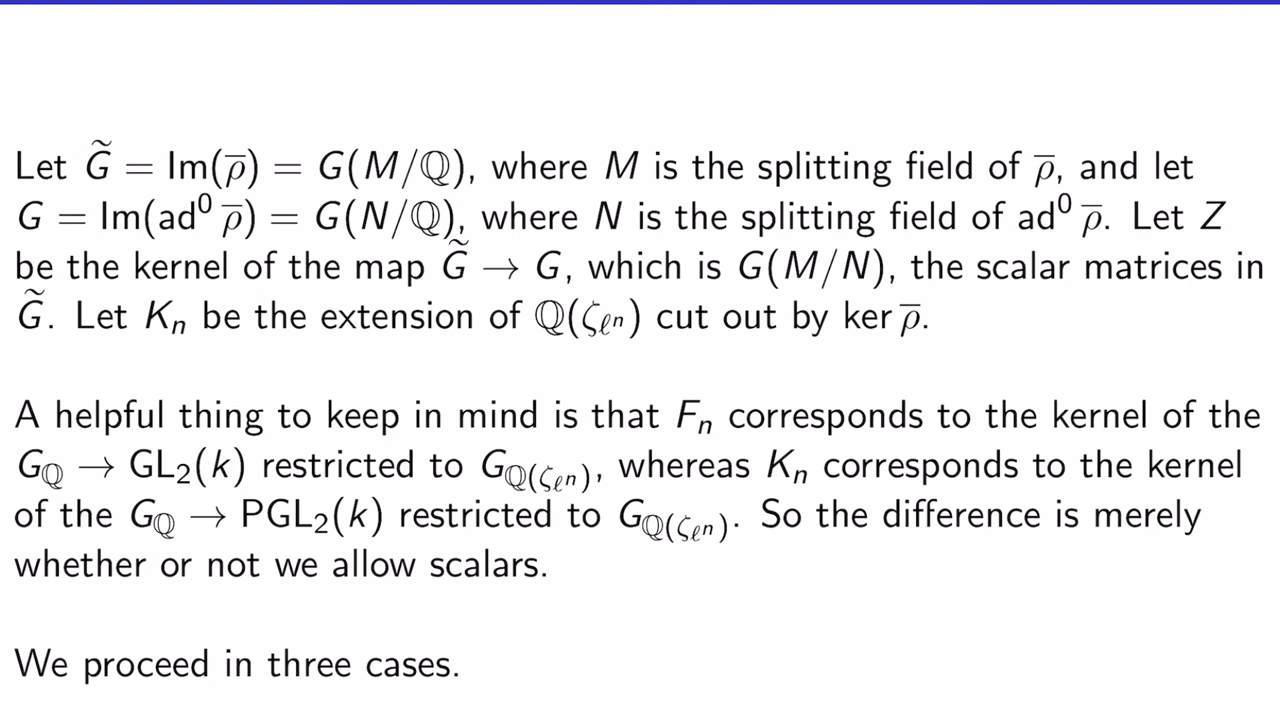 Let G̃ = Im(ρ̅) = G(M/ℚ), where M is the splitting field of ρ̅, and let
G = Im(ad⁰ ρ̅) = G(N/ℚ), where N is the splitting field of ad⁰ ρ̅. Let Z
be the kernel of the map G̃ → G, which is G(M/N), the scalar matrices in
G̃. Let Kₙ be the extension of ℚ(ζ_{ℓⁿ}) cut out by ker ρ̅.
A helpful thing to keep in mind is that Fₙ corresponds to the kernel of the
G_ℚ → GL₂(k) restricted to G_{ℚ(ζ_{ℓⁿ})}, whereas Kₙ corresponds to the kernel
of the G_ℚ → PGL₂(k) restricted to G_{ℚ(ζ_{ℓⁿ})}. So the difference is merely
whether or not we allow scalars.
We proceed in three cases.